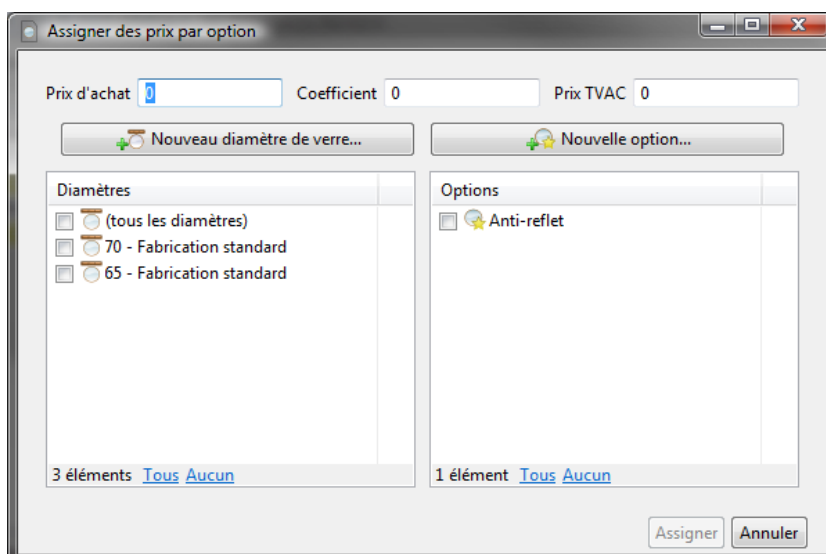 Assigner des prix par option
Prix d'achat 0 Coefficient 0 Prix TVAC 0
Nouveau diamètre de verre... Nouvelle option...
Diamètres
(tous les diamètres)
70 - Fabrication standard
65 - Fabrication standard
3 éléments Tous Aucun
Options
Anti-reflet
1 élément Tous Aucun
Assigner Annuler